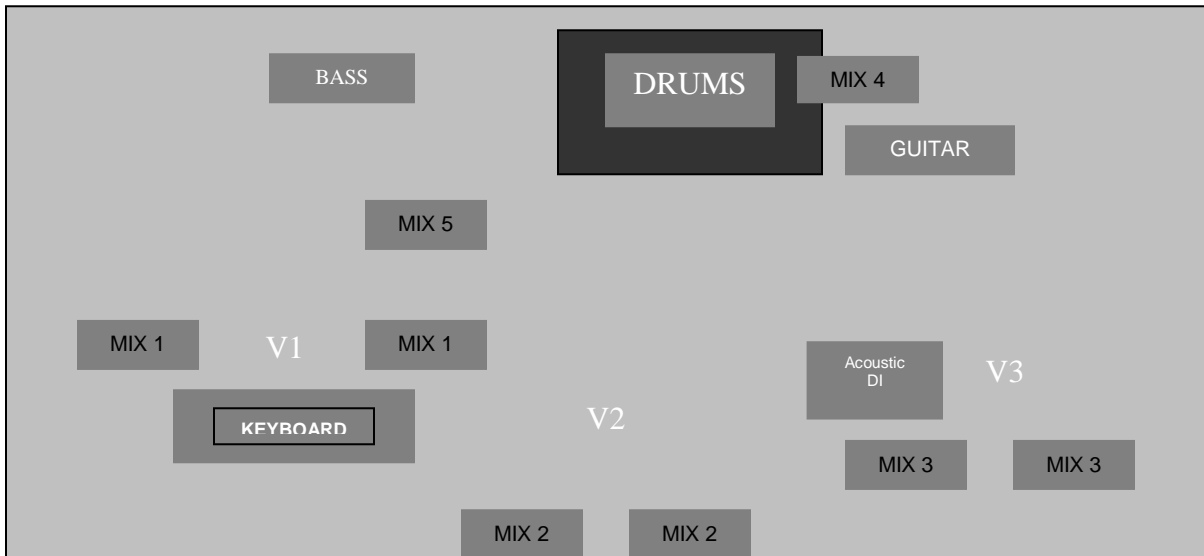 BASS
DRUMS
MIX 4
GUITAR
MIX 5
MIX 1
V1
MIX 1
Acoustic
DI
V3
KEYBOARD
V2
MIX 3
MIX 3
MIX 2
MIX 2